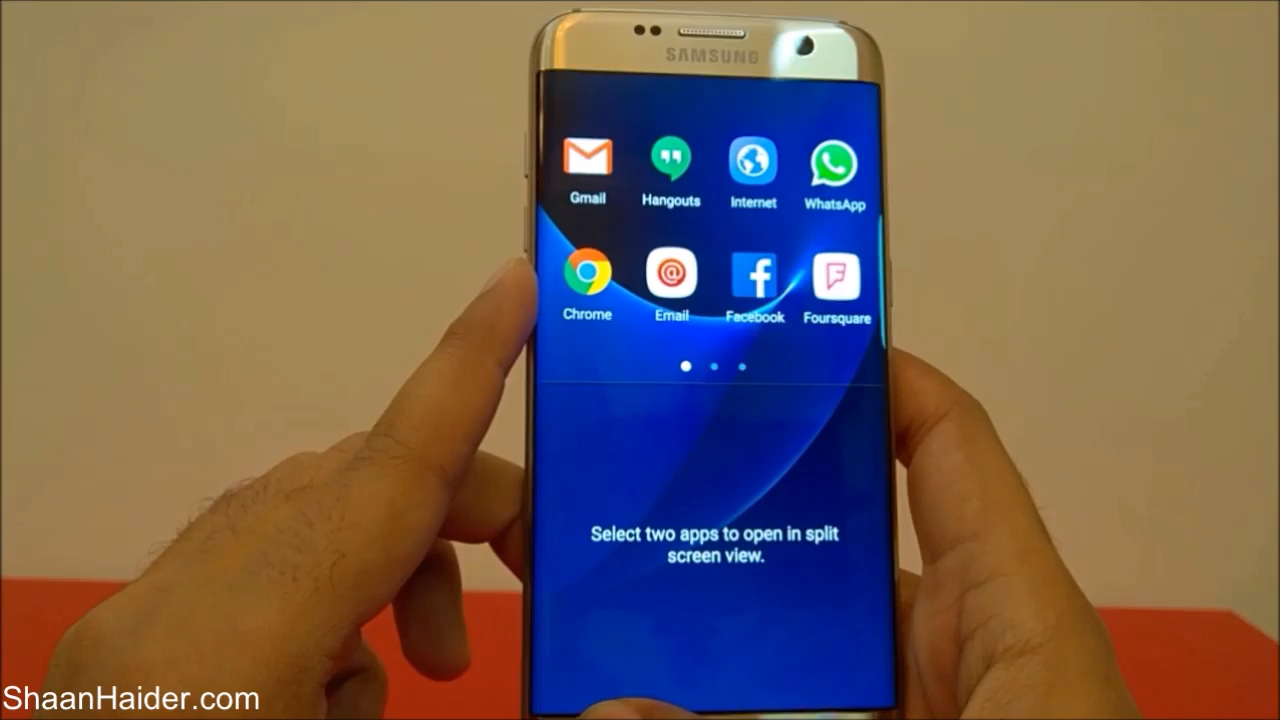 SAMSUNG
Gmail Hangouts Internet WhatsApp
@
Chrome Email Facebook Foursquare
Select two apps to open in split
screen view.
ShaanHaider.com